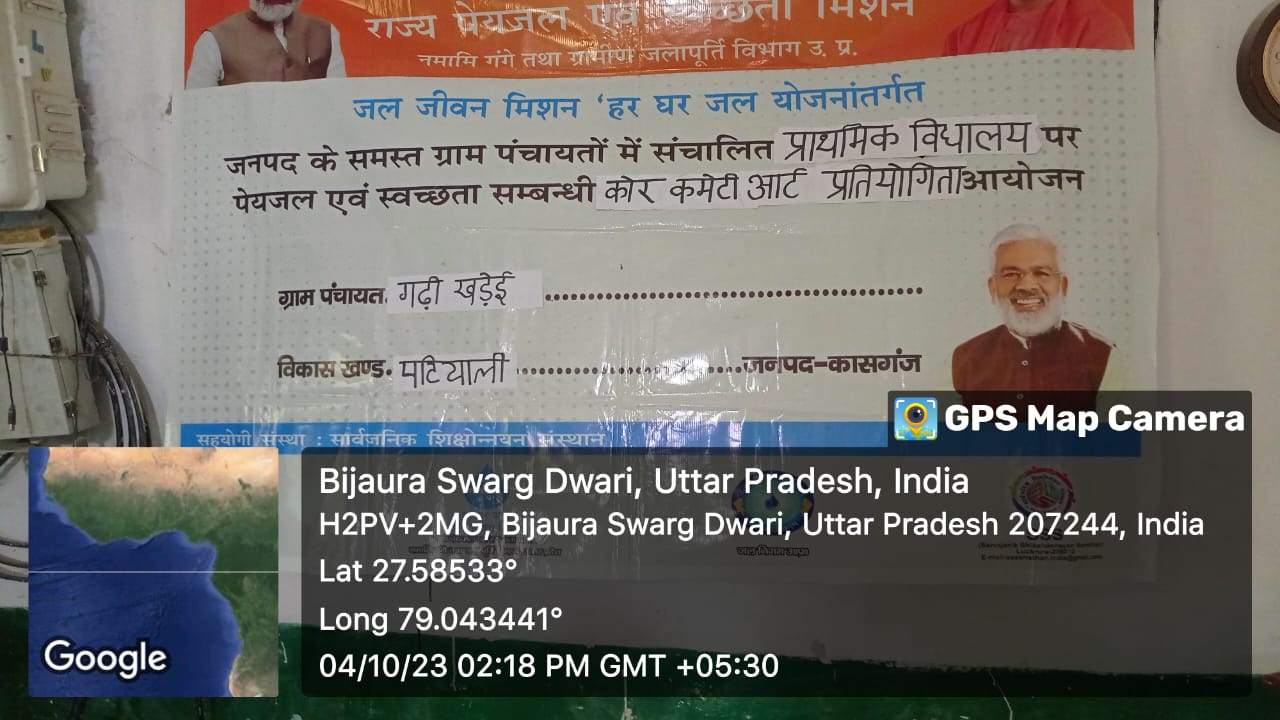 राज्य पेयजल एवं स्वच्छता मिशन
नमामि गंगे तथा ग्रामीण जलापूर्ति विभाग उ. प्र.
जल जीवन मिशन 'हर घर जल योजनांतर्गत
जनपद के समस्त ग्राम पंचायतों में संचालित प्राथमिक विद्यालय पर
पेयजल एवं स्वच्छता सम्बन्धी कोर कमेटी आर्ट प्रतियोगिता आयोजन
ग्राम पंचायत. गढ़ी खड़ेई ..........
विकास खण्ड. पटियाली ..........जनपद-कासगंज
सहयोगी संस्था : सार्वजनिक शिक्षोन्नयन संस्थान
GPS Map Camera
Bijaura Swarg Dwari, Uttar Pradesh, India
H2PV+2MG, Bijaura Swarg Dwari, Uttar Pradesh 207244, India
Lat 27.58533°
Long 79.043441°
04/10/23 02:18 PM GMT +05:30
Google